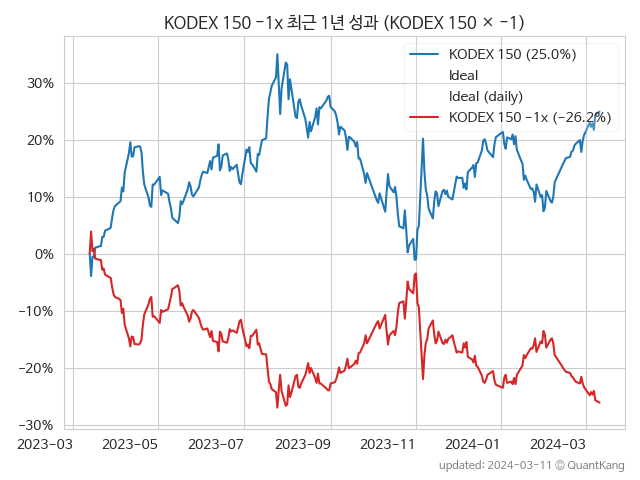 KODEX 150 −1x 최근 1년 성과 (KODEX 150 × −1)
KODEX 150 (25.0%)
Ideal
Ideal (daily)
KODEX 150 −1x (−26.2%)
30%
20%
10%
0%
−10%
−20%
−30%
2023−03
2023−05
2023−07
2023−09
2023−11
2024−01
2024−03
updated: 2024−03−11 © QuantKang